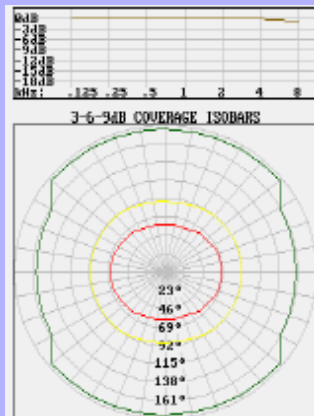 0dB
-3dB
-6dB
-9dB
-12dB
-15dB
-18dB
kHz: .125 .25 .5 1 2 4 8
3-6-9dB COVERAGE ISOBARS
23°
46°
69°
92°
115°
138°
161°